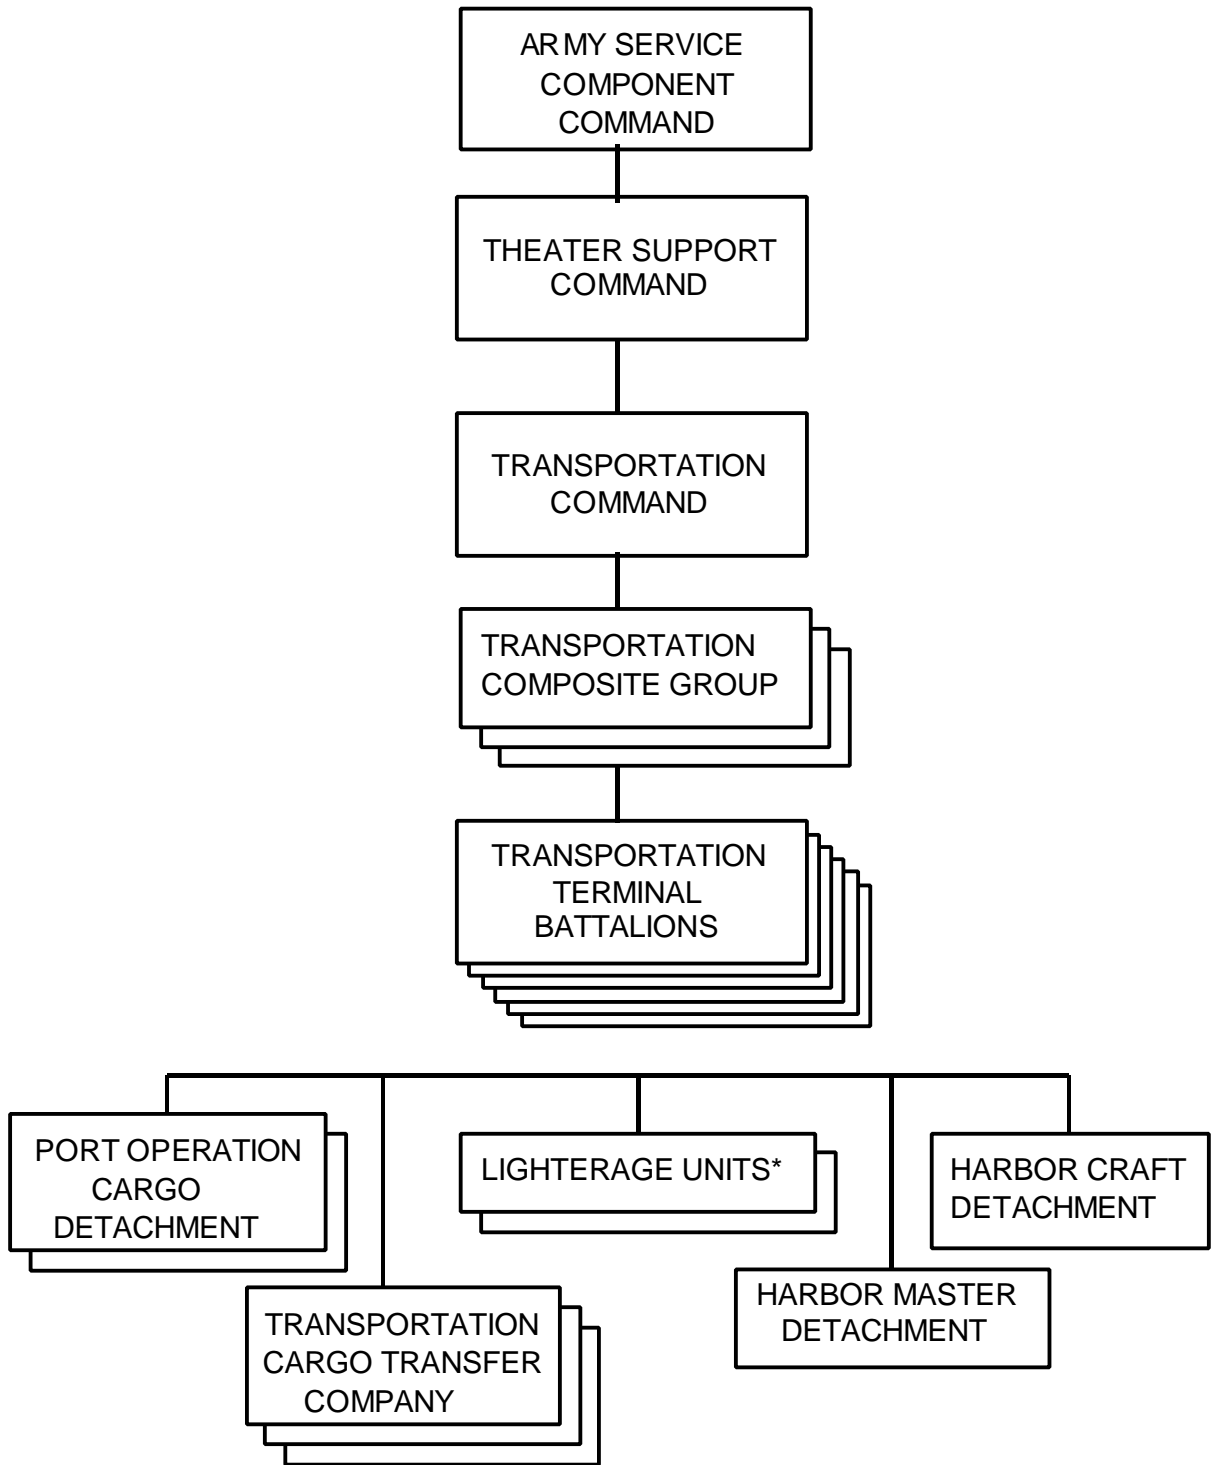 ARMY SERVICE
COMPONENT
COMMAND
THEATER SUPPORT
COMMAND
TRANSPORTATION
COMMAND
TRANSPORTATION
COMPOSITE GROUP
TRANSPORTATION
TERMINAL
BATTALIONS
PORT OPERATION
CARGO
DETACHMENT
LIGHTERAGE UNITS*
HARBOR CRAFT
DETACHMENT
TRANSPORTATION
CARGO TRANSFER
COMPANY
HARBOR MASTER
DETACHMENT